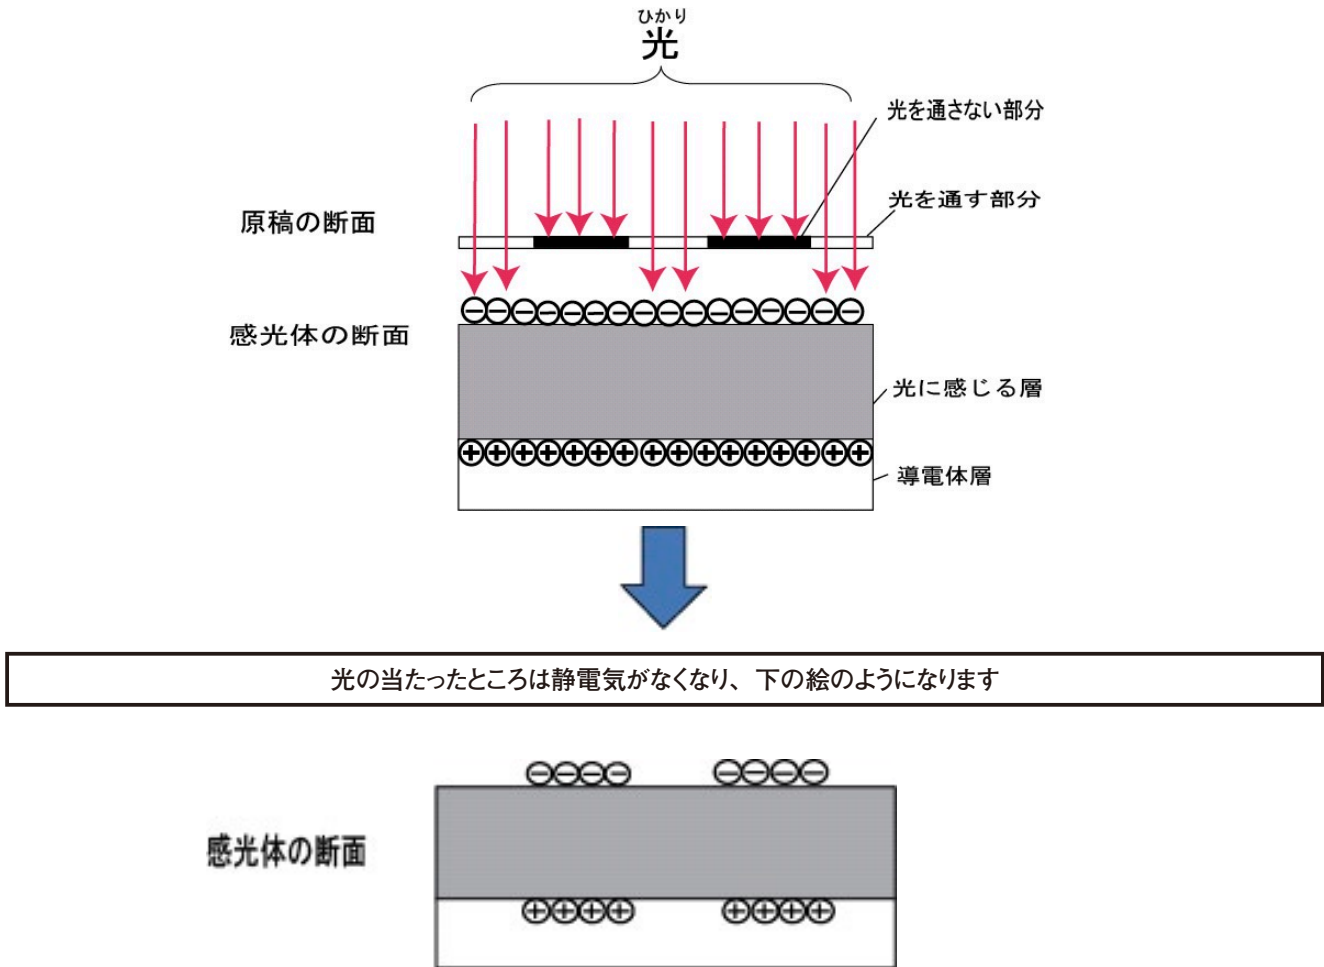 ひかり
光
光を通さない部分
光を通す部分
原稿の断面
感光体の断面
光に感じる層
導電体層
光の当たったところは静電気がなくなり、下の絵のようになります
感光体の断面